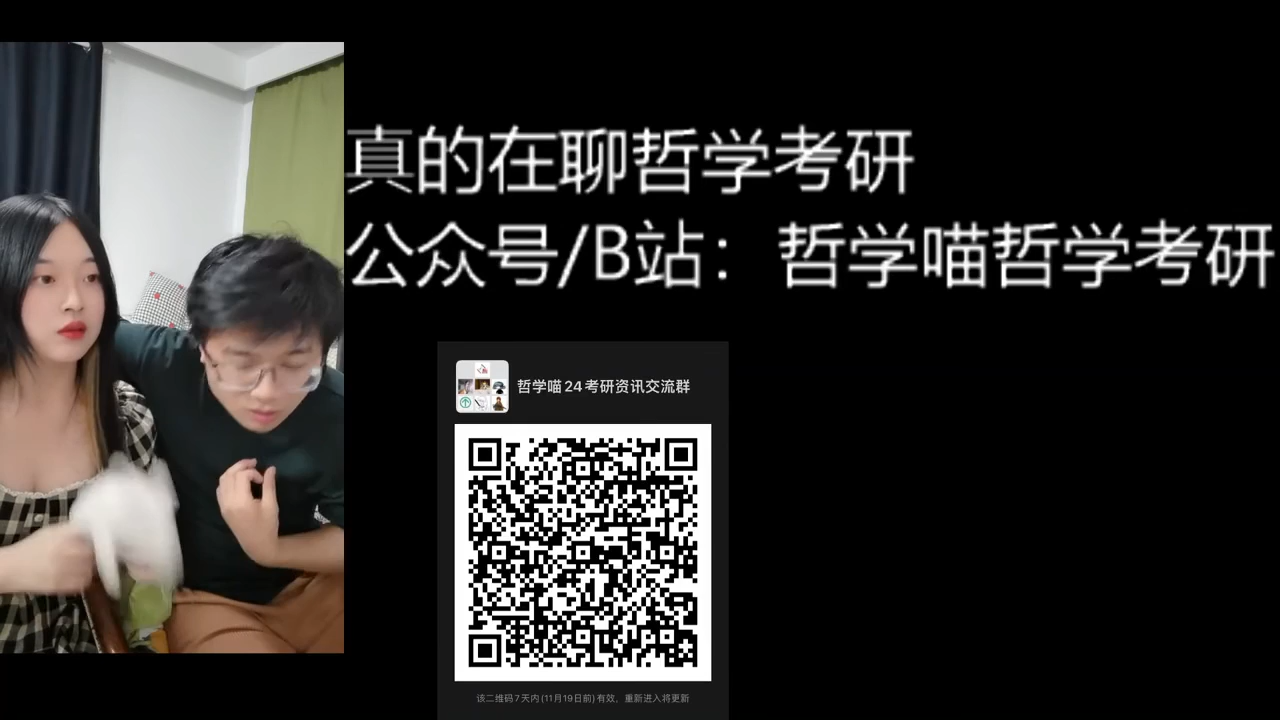 真的在聊哲学考研
公众号/B站：哲学喵哲学考研
哲学喵24考研资讯交流群
该二维码7天内(11月19日前)有效，重新进入将更新